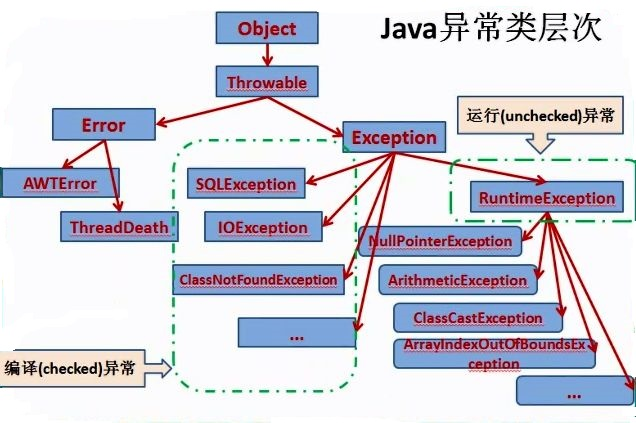 Object
Java异常类层次
Throwable
Error
Exception
运行(unchecked)异常
AWTError
SQLException
RuntimeException
ThreadDeath
IOException
NullPointerException
ClassNotFoundException
ArithmeticException
ClassCastException
...
ArrayIndexOutOfBoundsEx
ception
编译(checked)异常
...